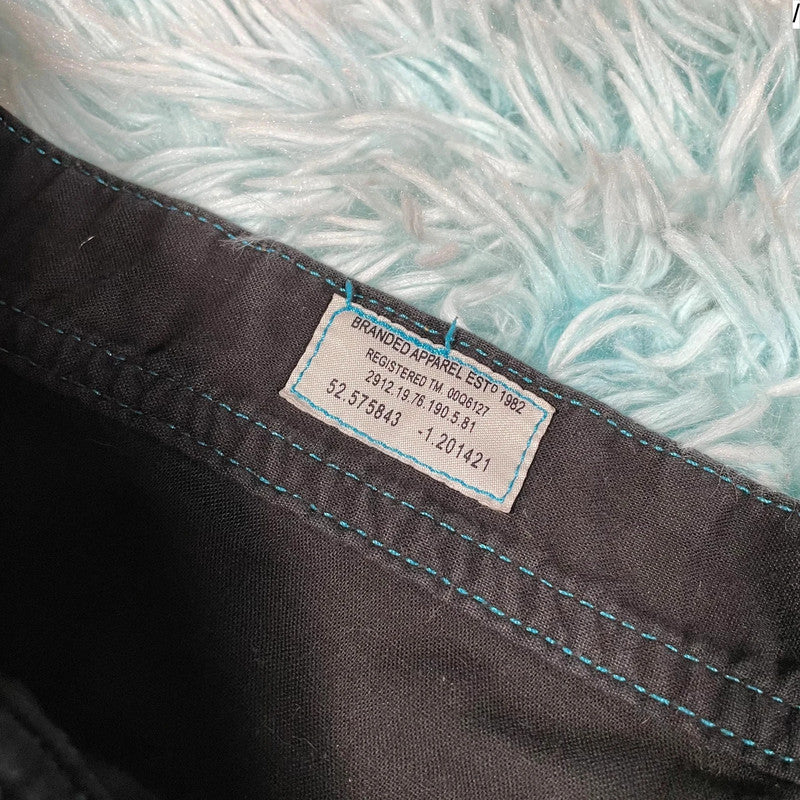 BRANDED APPAREL ESTD 1982
REGISTERED TM. 00Q6127
2912.19.76.190.5.81
52.575843 -1.201421